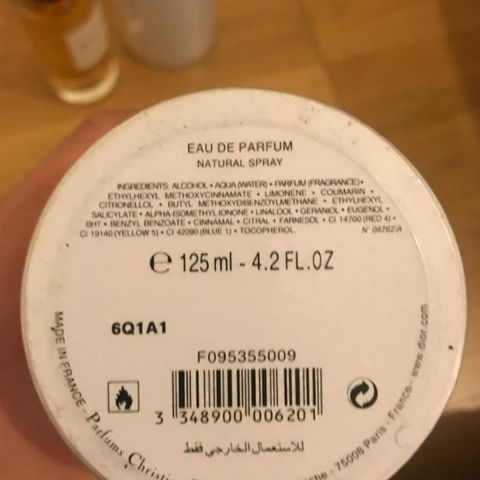 EAU DE PARFUM
NATURAL SPRAY
INGREDIENTS: ALCOHOL • AQUA (WATER) • PARFUM (FRAGRANCE) •
ETHYLHEXYL METHOXYCINNAMATE • LIMONENE • COUMARIN •
CITRONELLOL • BUTYL METHOXYDIBENZOYLMETHANE • ETHYLHEXYL
SALICYLATE • ALPHA-ISOMETHYL IONONE • LINALOOL • GERANIOL • EUGENOL •
BHT • BENZYL BENZOATE • CINNAMAL • CITRAL • FARNESOL • CI 14700 (RED 4) •
CI 19140 (YELLOW 5) • CI 42090 (BLUE 1) • TOCOPHEROL. N° 08762/A
℮ 125 ml - 4.2 FL.OZ
6Q1A1
F095355009
3 348900 006201
للاستعمال الخارجي فقط
MADE IN FRANCE - Parfums Christi
75008 Paris - France - www.dior.com